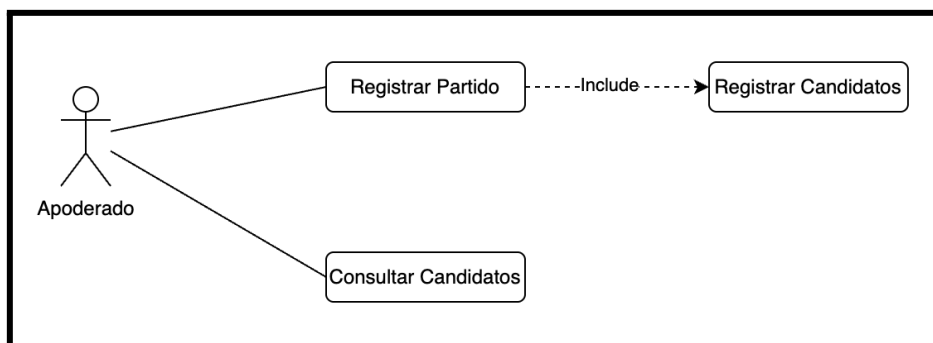 Registrar Partido
Include
Registrar Candidatos
Apoderado
Consultar Candidatos